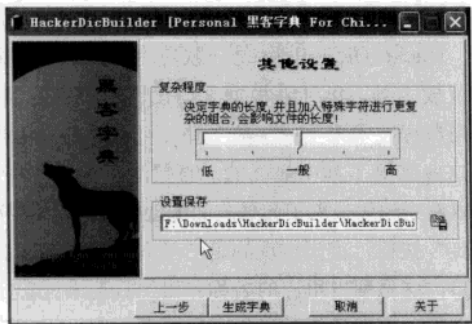 HackerDicBuilder [Personal 黑客字典 For Chi...
黑客字典
其他设置
复杂程度
决定字典的长度,并且加入特殊字符进行更复
杂的组合,会影响文件的长度!
低 一般 高
设置保存
F:\Downloads\HackerDicBuilder\HackerDicBui
上一步 生成字典 取消 关于